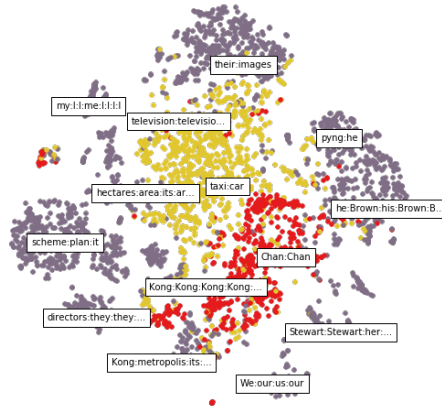 their:images
my:I:I:me:I:I:I:I
television:televisio...
pyng:he
hectares:area:its:ar...
taxi:car
he:Brown:his:Brown:B...
scheme:plan:it
Chan:Chan
Kong:Kong:Kong:Kong:...
directors:they:they:...
Stewart:Stewart:her:...
Kong:metropolis:its:...
We:our:us:our